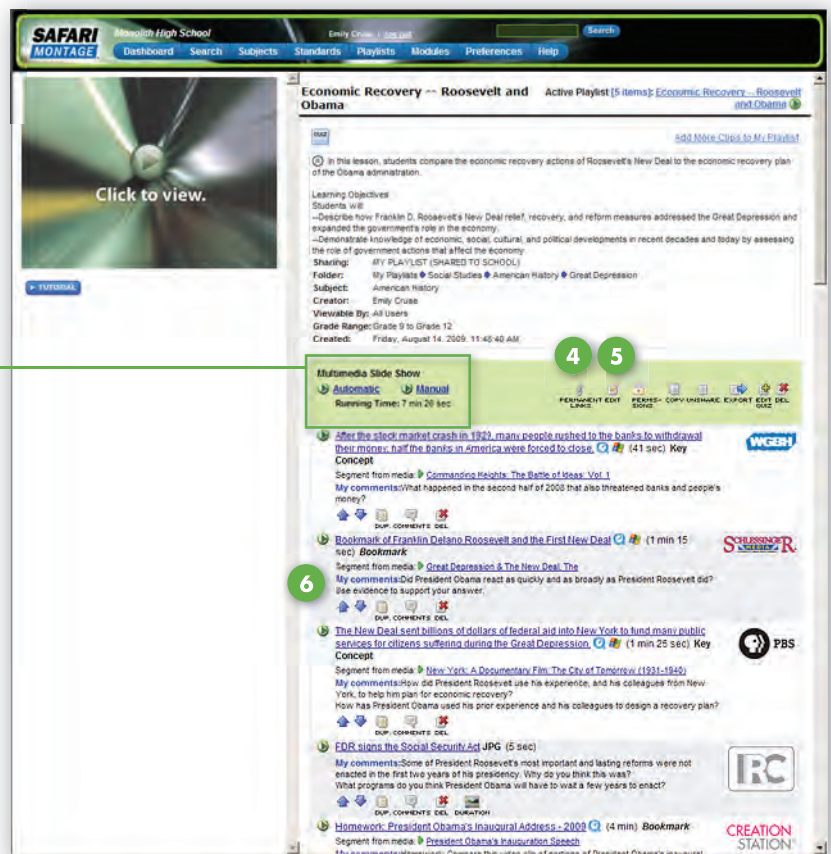 SAFARI
MONTAGE
Monolith High School
Emily Cruse | Log Out
Search
Dashboard Search Subjects Standards Playlists Modules Preferences Help
Click to view.
TUTORIAL
Economic Recovery -- Roosevelt and
Obama
Active Playlist [5 items]: Economic Recovery -- Roosevelt
and Obama
QUIZ
Add More Clips to My Playlist
In this lesson, students compare the economic recovery actions of Roosevelt's New Deal to the economic recovery plan
of the Obama administration.
Learning Objectives
Students will:
--Describe how Franklin D. Roosevelt's New Deal relief, recovery, and reform measures addressed the Great Depression and
expanded the government's role in the economy.
--Demonstrate knowledge of economic, social, cultural, and political developments in recent decades and today by assessing
the role of government actions that affect the economy.
Sharing: MY PLAYLIST (SHARED TO SCHOOL)
Folder: My Playlists Social Studies American History Great Depression
Subject: American History
Creator: Emily Cruse
Viewable By: All Users
Grade Range: Grade 9 to Grade 12
Created: Friday, August 14, 2009, 11:48:40 AM
4 5
Multimedia Slide Show
Automatic Manual
Running Time: 7 min 26 sec
PERMANENT LINKS
EDIT
PERMIS-SIONS
COPY
UNSHARE
EXPORT
EDIT QUIZ
DEL
After the stock market crash in 1929, many people rushed to the banks to withdrawal
their money, half the banks in America were forced to close. (41 sec) Key
Concept
WGBH
Segment from media: Commanding Heights: The Battle of Ideas: Vol. 1
My comments:What happened in the second half of 2008 that also threatened banks and people's
money?
DUP. COMMENTS DEL
Bookmark of Franklin Delano Roosevelt and the First New Deal (1 min 15
sec) Bookmark
SCHLESSINGER
MEDIA
Segment from media: Great Depression & The New Deal, The
6
My comments:Did President Obama react as quickly and as broadly as President Roosevelt did?
Use evidence to support your answer.
DUP. COMMENTS DEL
The New Deal sent billions of dollars of federal aid into New York to fund many public
services for citizens suffering during the Great Depression. (1 min 25 sec) Key
Concept
PBS
Segment from media: New York: A Documentary Film: The City of Tomorrow (1931-1940)
My comments:How did President Roosevelt use his experience, and his colleagues from New
York, to help him plan for economic recovery?
How has President Obama used his prior experience and his colleagues to design a recovery plan?
DUP. COMMENTS DEL
FDR signs the Social Security Act JPG (5 sec)
IRC
My comments:Some of President Roosevelt's most important and lasting reforms were not
enacted in the first two years of his presidency. Why do you think this was?
What programs do you think President Obama will have to wait a few years to enact?
DUP. COMMENTS DEL DURATION
Homework: President Obama's Inaugural Address - 2009 (4 min) Bookmark
CREATION
STATION
Segment from media: President Obama's Inauguration Speech